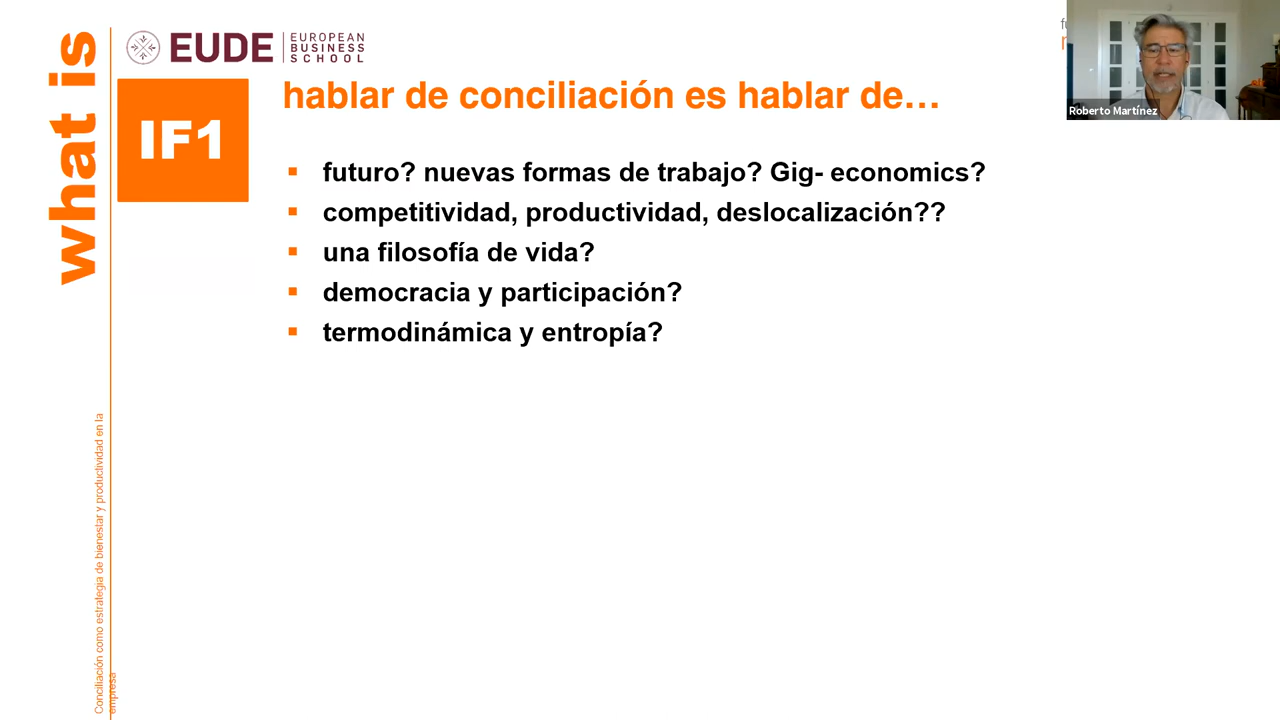 what is
EUDE
EUROPEAN
BUSINESS
SCHOOL
IF1
hablar de conciliación es hablar de...
futuro? nuevas formas de trabajo? Gig- economics?
competitividad, productividad, deslocalización??
una filosofía de vida?
democracia y participación?
termodinámica y entropía?
Roberto Martínez
Conciliación como estrategia de bienestar y productividad en la
empresa